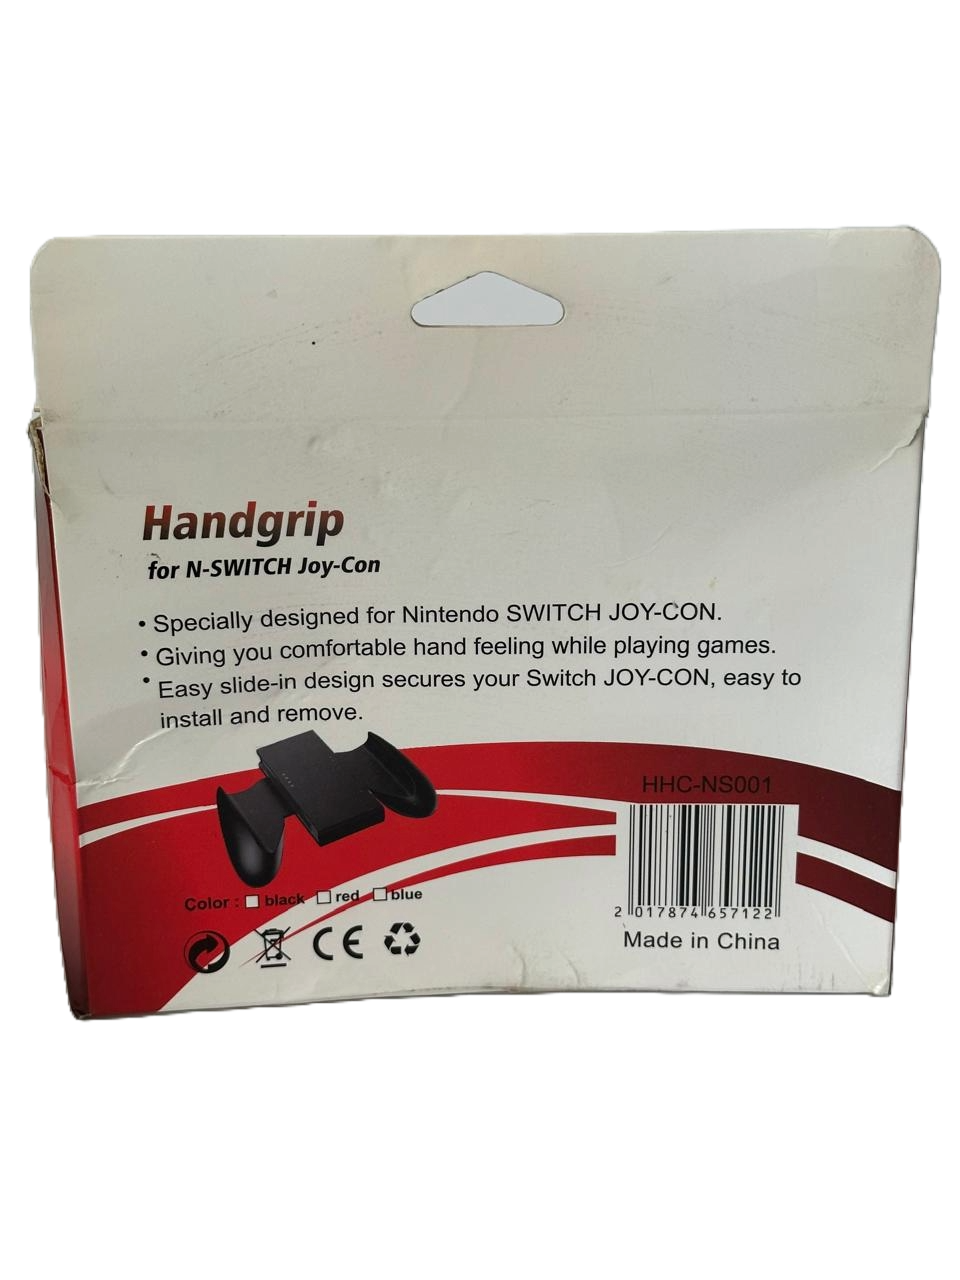 Handgrip
for N-SWITCH Joy-Con
• Specially designed for Nintendo SWITCH JOY-CON.
• Giving you comfortable hand feeling while playing games.
• Easy slide-in design secures your Switch JOY-CON, easy to
install and remove.
HHC-NS001
Color : black red blue
2 017874 657122
CE
Made in China